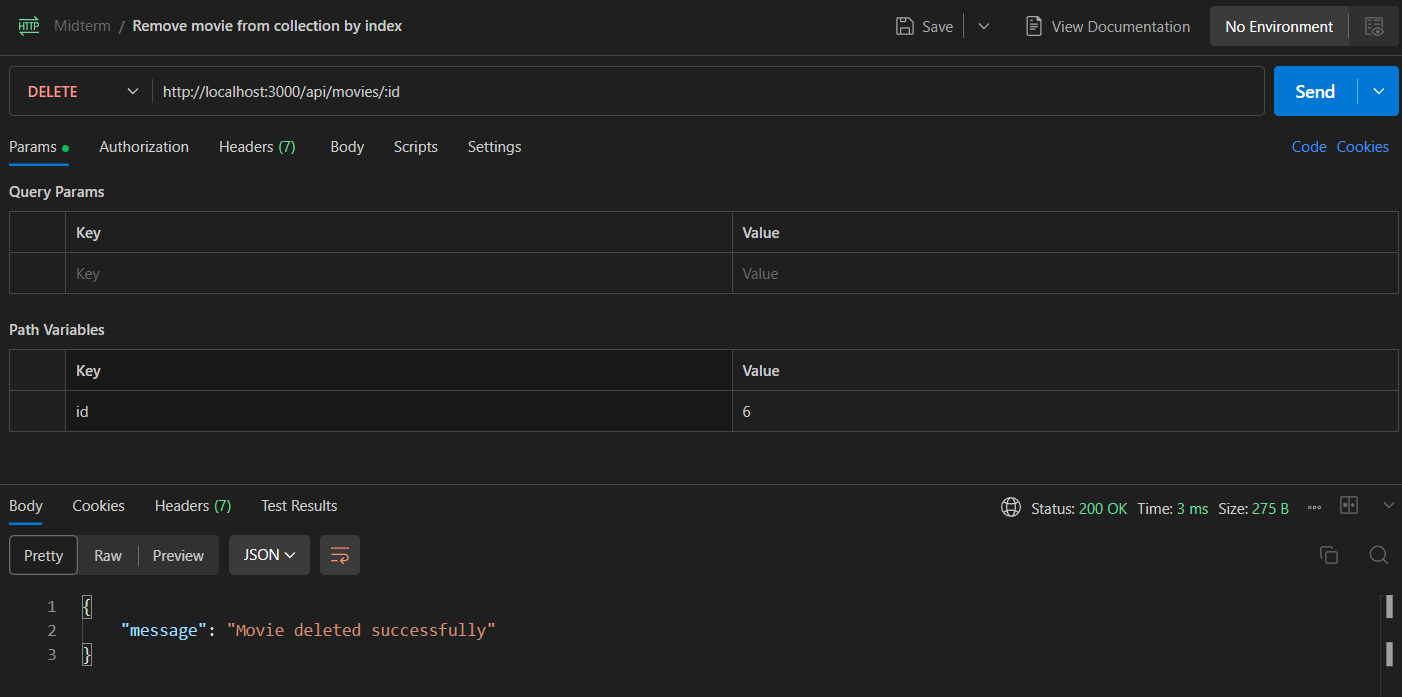 HTTP Midterm / Remove movie from collection by index Save View Documentation No Environment
DELETE http://localhost:3000/api/movies/:id Send
Params Authorization Headers (7) Body Scripts Settings Code Cookies
Query Params
Key Value
Key Value
Path Variables
Key Value
id 6
Body Cookies Headers (7) Test Results Status: 200 OK Time: 3 ms Size: 275 B
Pretty Raw Preview JSON
1 {
2 "message": "Movie deleted successfully"
3 }